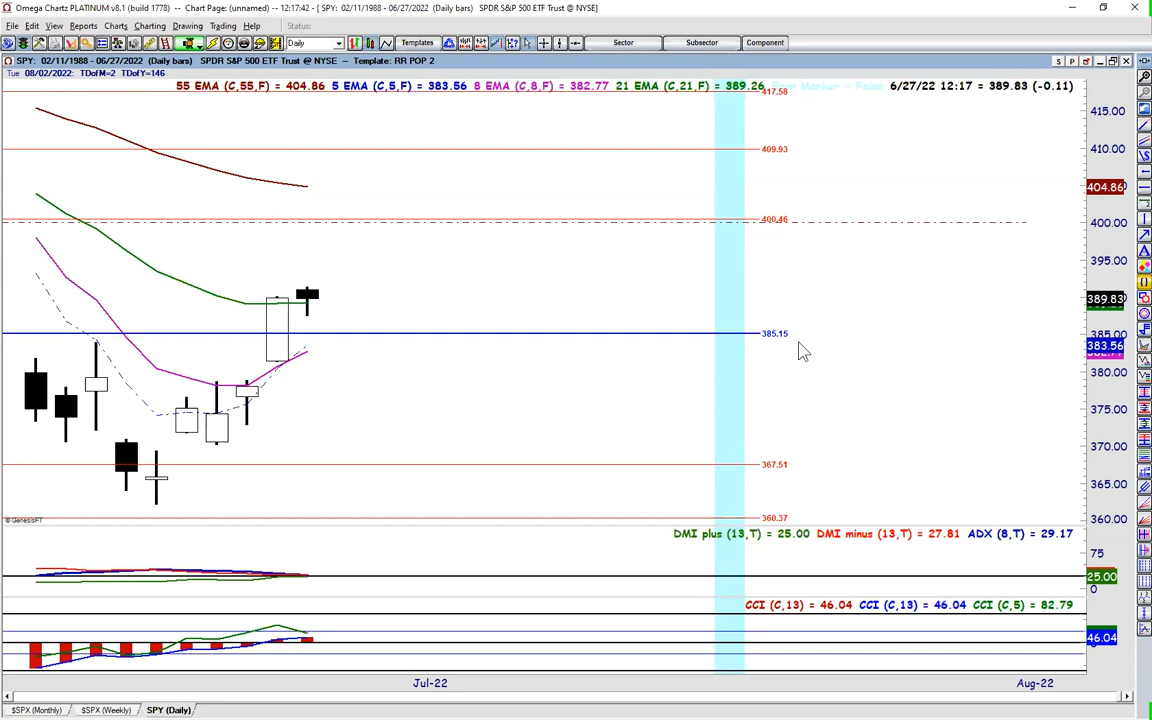 Omega Chartz PLATINUM v8.1 (build 1778) -- Chart Page: (unnamed) -- 12:17:42 - [ SPY: 02/11/1988 - 06/27/2022 (Daily bars) SPDR S&P 500 ETF Trust @ NYSE]
File Edit View Reports Charts Charting Drawing Trading Help Status:
Daily Templates Sector Subsector Component
SPY: 02/11/1988 - 06/27/2022 (Daily bars) SPDR S&P 500 ETF Trust @ NYSE -- Template: RR POP 2 S P
Tue 08/02/2022; TDofM=2 TDofY=146
55 EMA (C,55,F) = 404.86 5 EMA (C,5,F) = 383.56 8 EMA (C,8,F) = 382.77 21 EMA (C,21,F) = 389.26 Marker = False 6/27/22 12:17 = 389.83 (-0.11)
417.58
415.00
409.93
410.00
404.86
400.46
400.00
395.00
389.83
385.15
385.00
383.56
380.00
375.00
370.00
367.51
365.00
360.37
360.00
© GenesisFT
DMI plus (13,T) = 25.00 DMI minus (13,T) = 27.81 ADX (8,T) = 29.17
75
25.00
0
CCI (C,13) = 46.04 CCI (C,13) = 46.04 CCI (C,5) = 82.79
46.04
Jul-22 Aug-22
$SPX (Monthly) $SPX (Weekly) SPY (Daily)